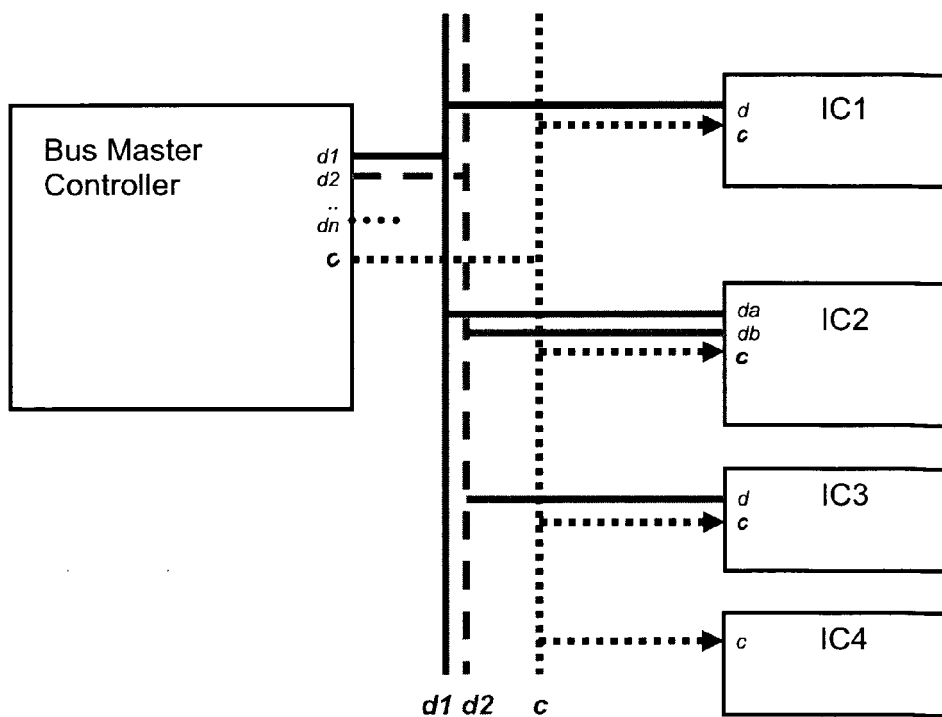 Bus Master
Controller
d1
d2
..
dn
c
IC1
d
c
IC2
da
db
c
IC3
d
c
IC4
c
d1 d2 c